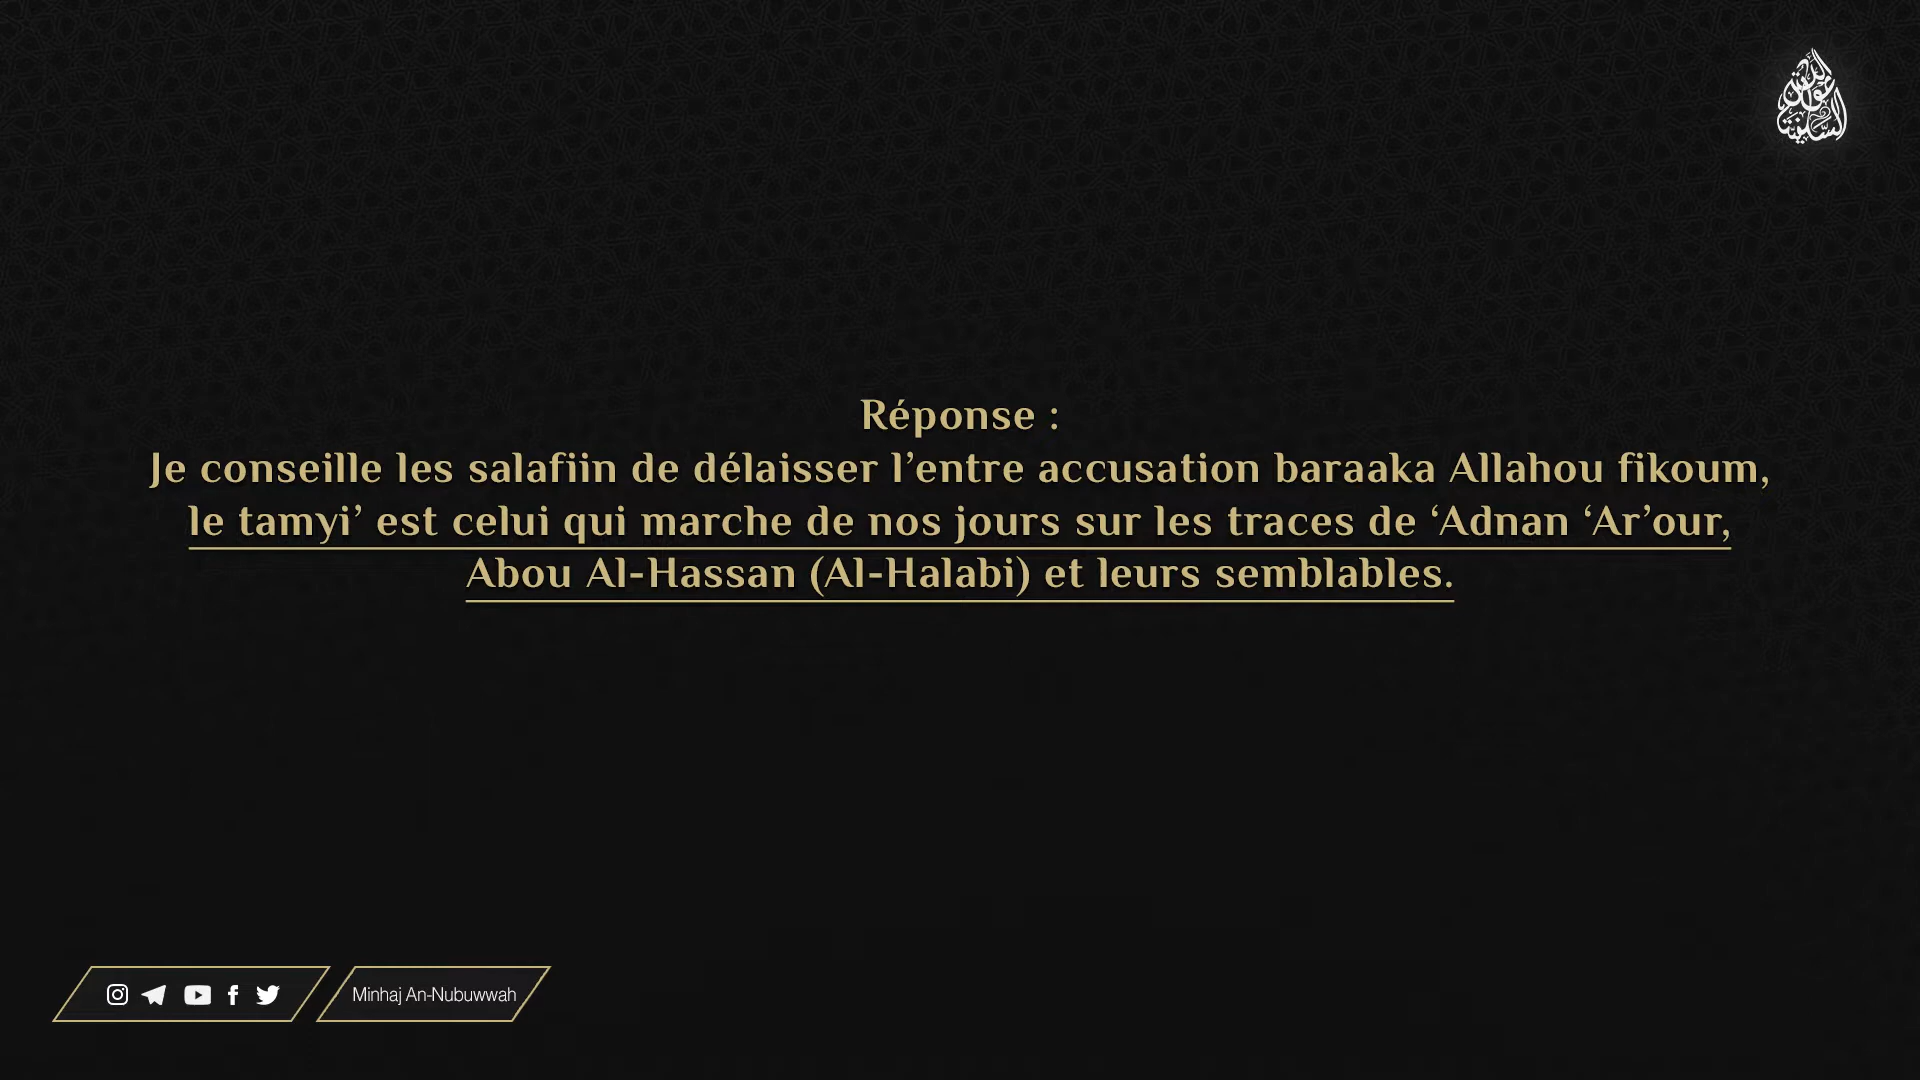 Réponse :
Je conseille les salafiin de délaisser l’entre accusation baraaka Allahou fikoum,
le tamyi’ est celui qui marche de nos jours sur les traces de ‘Adnan ‘Ar’our,
Abou Al-Hassan (Al-Halabi) et leurs semblables.
Minhaj An-Nubuwwah